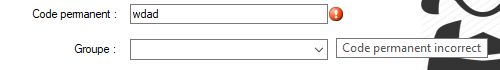 Code permanent : wdad
Groupe : Code permanent incorrect